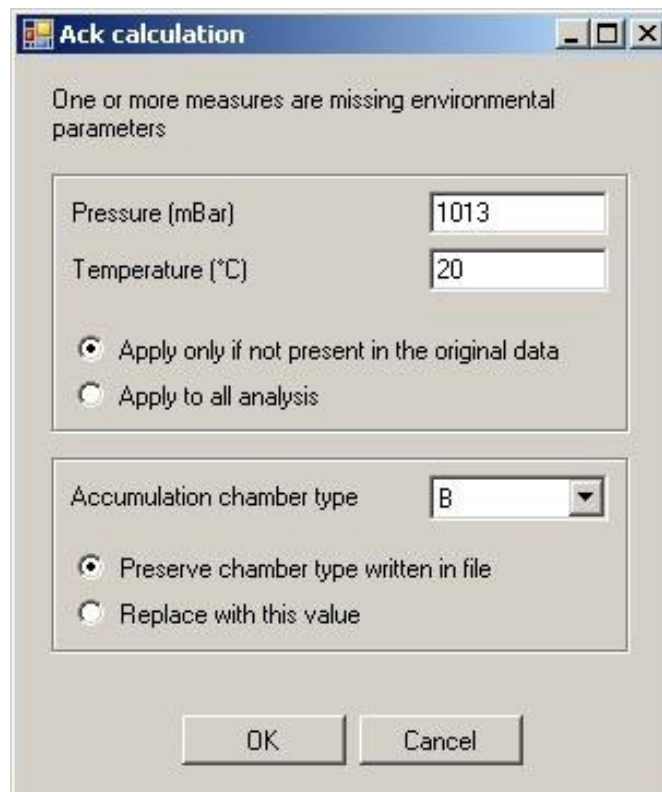 Ack calculation
One or more measures are missing environmental
parameters
Pressure (mBar) 1013
Temperature (°C) 20
Apply only if not present in the original data
Apply to all analysis
Accumulation chamber type B
Preserve chamber type written in file
Replace with this value
OK Cancel